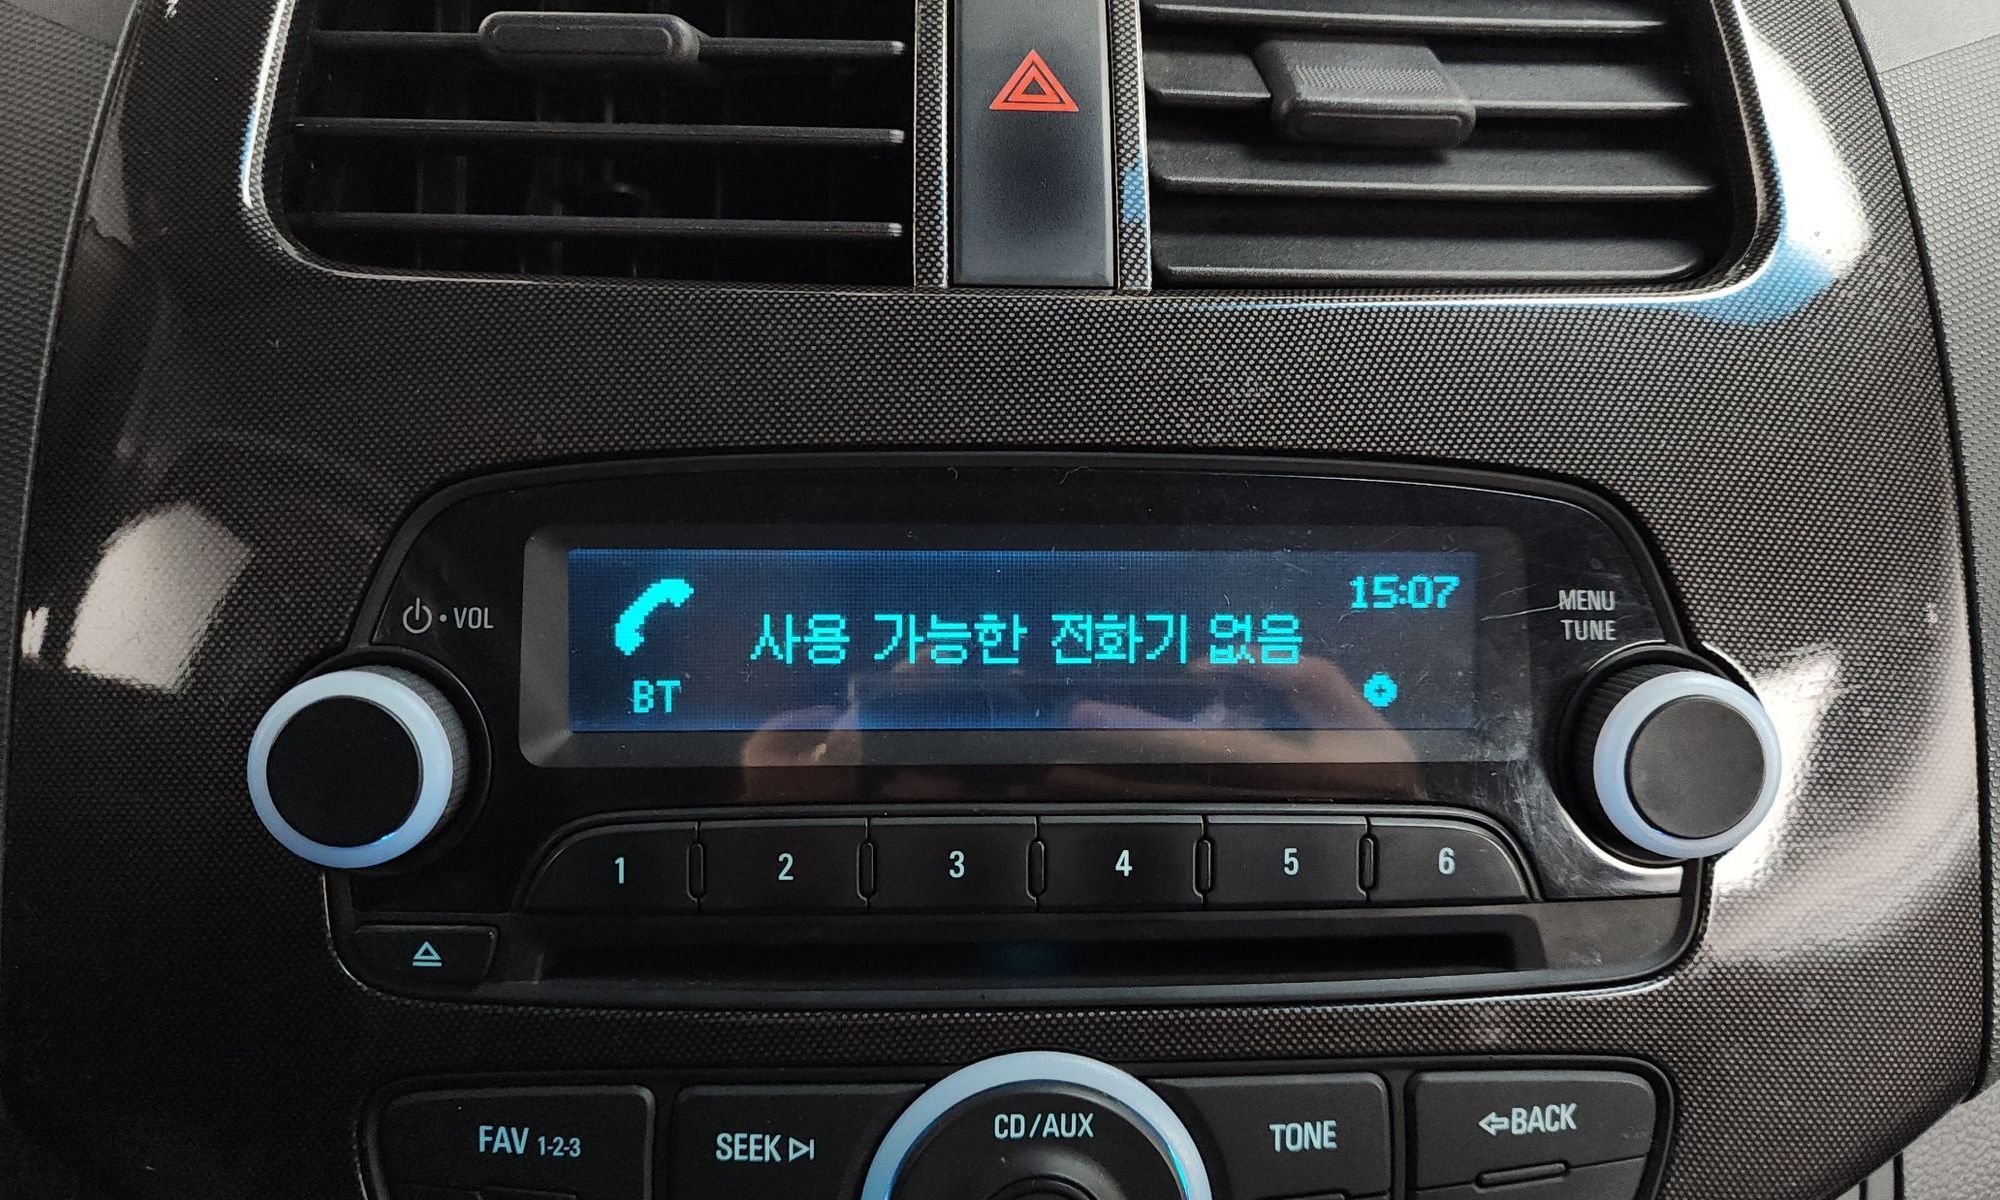 15:07
사용 가능한 전화기 없음
BT
VOL
MENU
TUNE
1 2 3 4 5 6
FAV 1-2-3
SEEK
CD/AUX
TONE
BACK